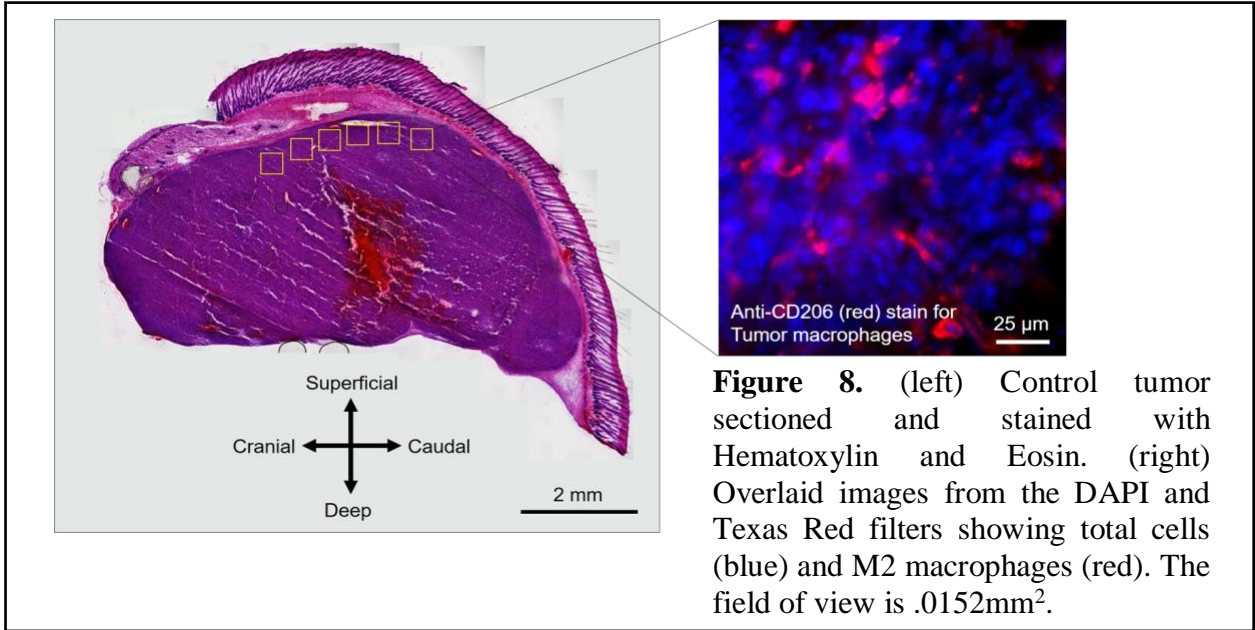 Superficial
Cranial
Caudal
Deep
2 mm
Anti-CD206 (red) stain for
Tumor macrophages
25 µm
Figure 8. (left) Control tumor
sectioned and stained with
Hematoxylin and Eosin. (right)
Overlaid images from the DAPI and
Texas Red filters showing total cells
(blue) and M2 macrophages (red). The
field of view is .0152mm².